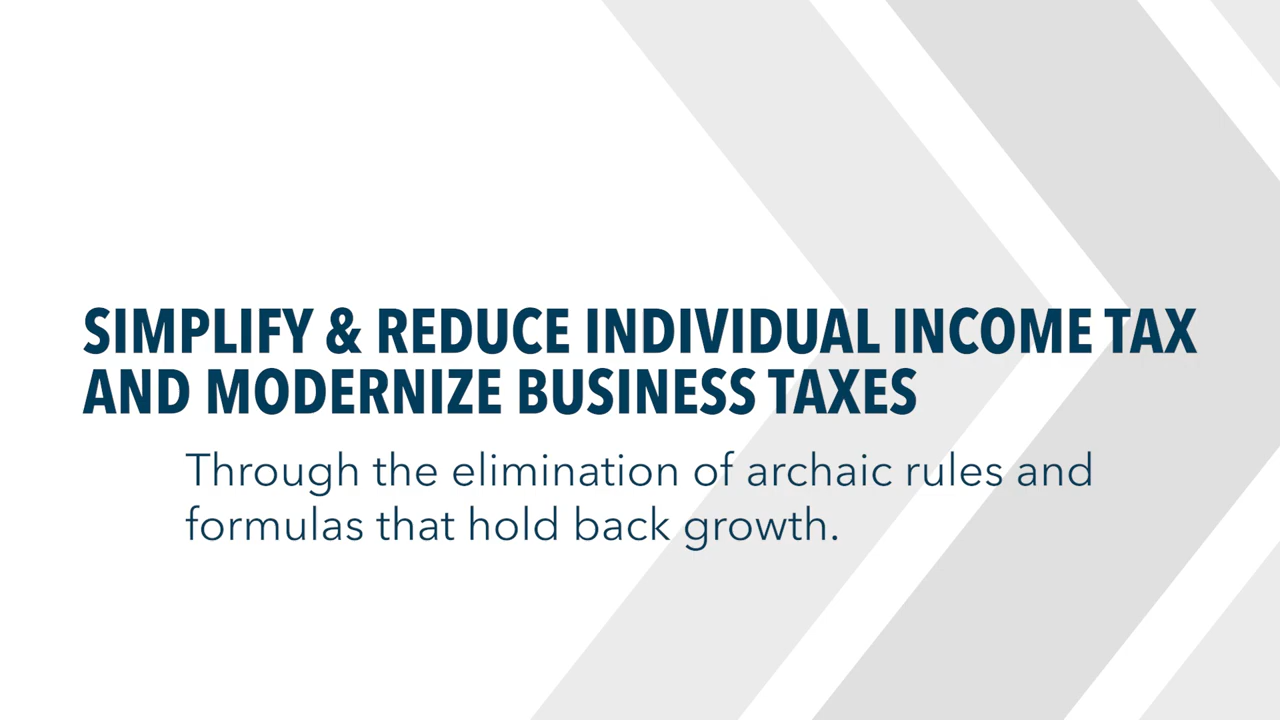 SIMPLIFY & REDUCE INDIVIDUAL INCOME TAX
AND MODERNIZE BUSINESS TAXES
Through the elimination of archaic rules and
formulas that hold back growth.